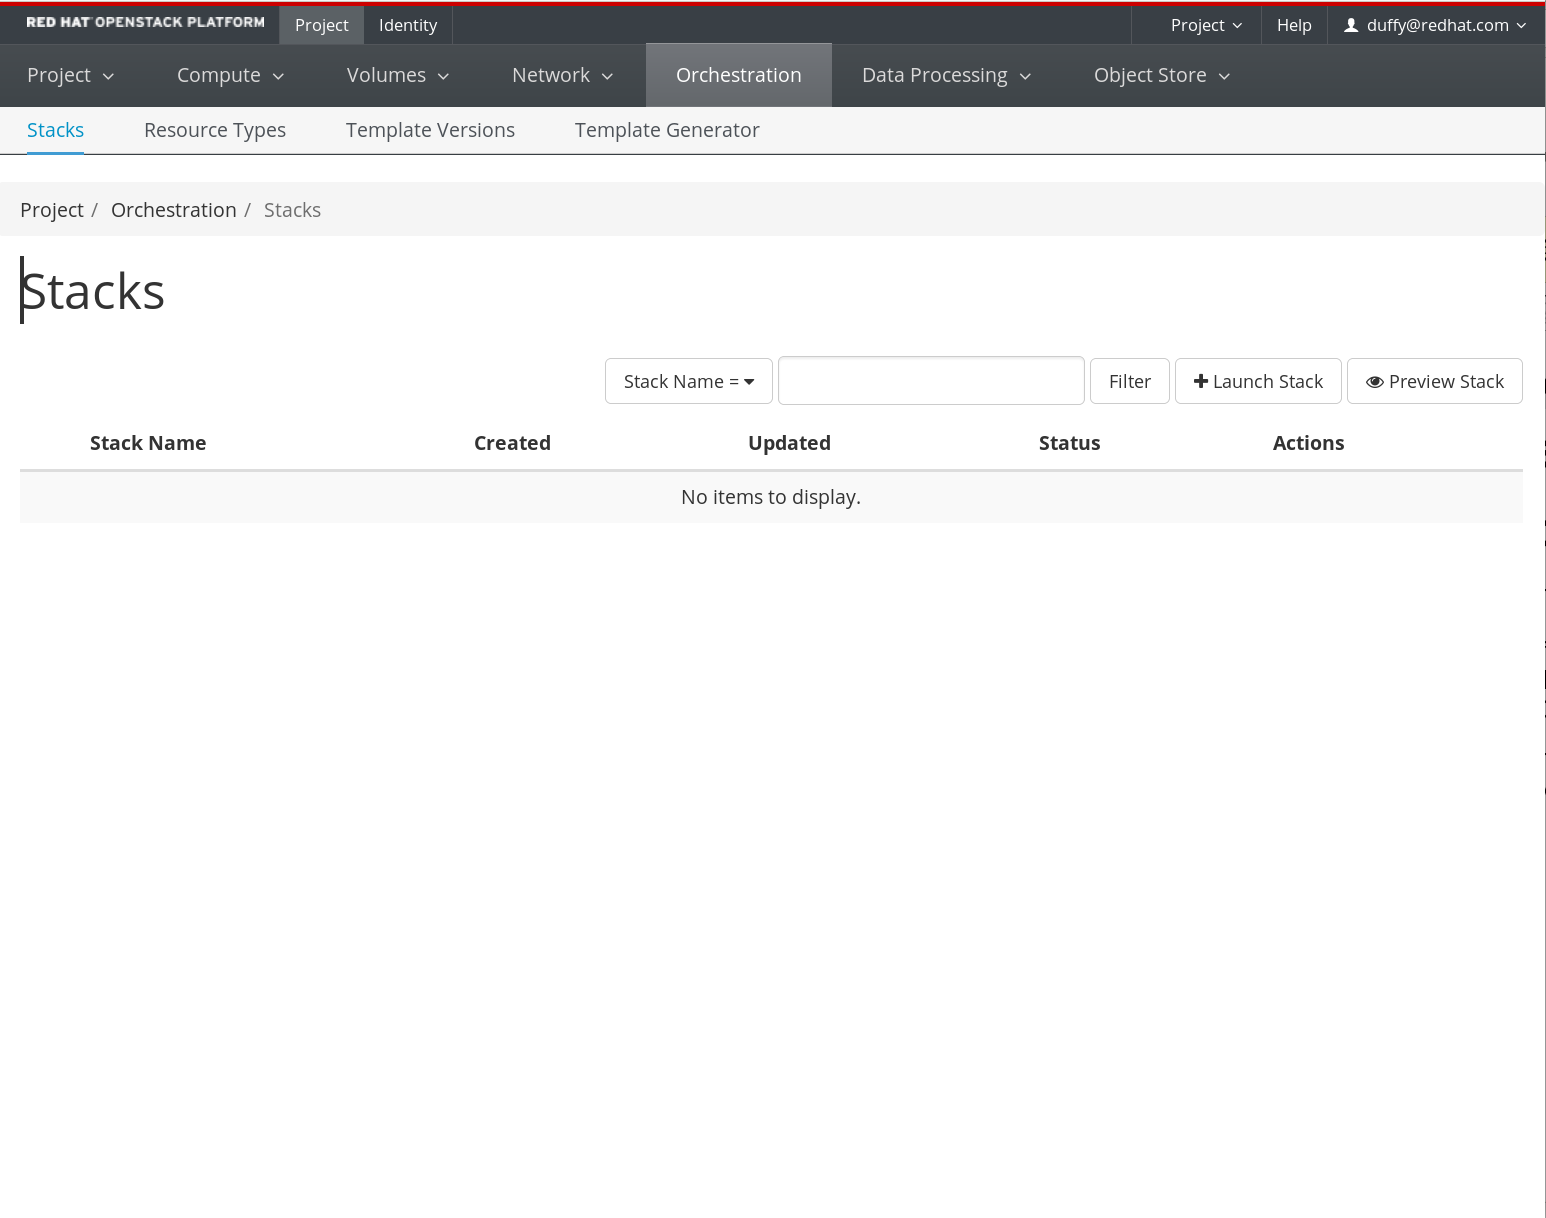 RED HAT OPENSTACK PLATFORM Project Identity Project Help duffy@redhat.com
Project Compute Volumes Network Orchestration Data Processing Object Store
Stacks Resource Types Template Versions Template Generator
Project / Orchestration / Stacks
Stacks
Stack Name = Filter Launch Stack Preview Stack
Stack Name Created Updated Status Actions
No items to display.